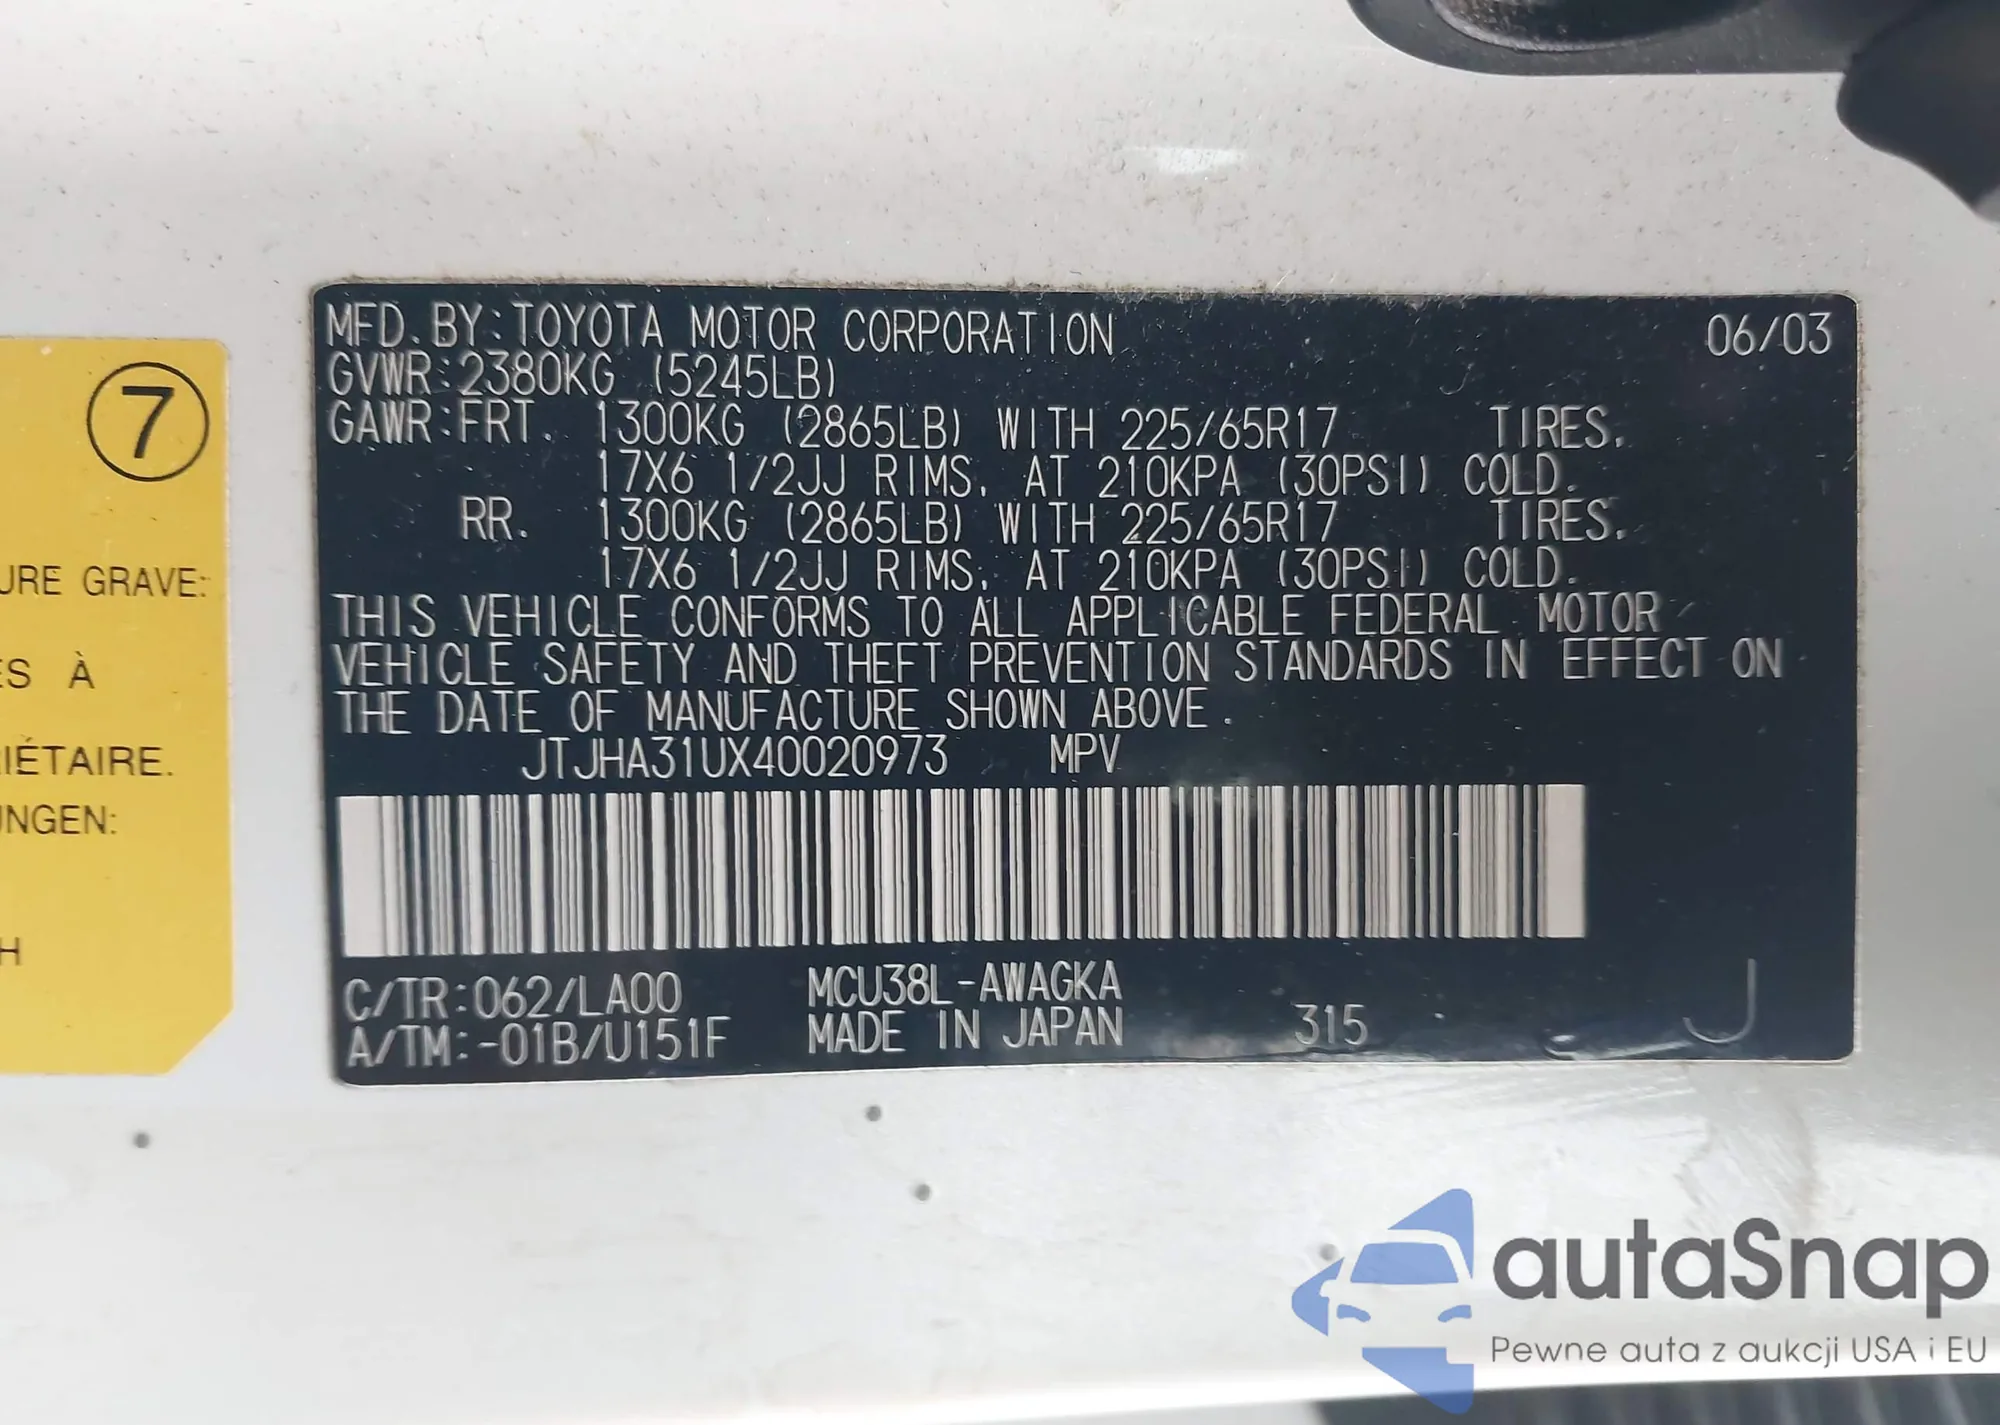 MFD. BY: TOYOTA MOTOR CORPORATION 06/03
GVWR: 2380KG (5245LB)
GAWR: FRT. 1300KG (2865LB) WITH 225/65R17 TIRES,
17X6 1/2JJ RIMS, AT 210KPA (30PSI) COLD.
RR. 1300KG (2865LB) WITH 225/65R17 TIRES,
17X6 1/2JJ RIMS, AT 210KPA (30PSI) COLD.
THIS VEHICLE CONFORMS TO ALL APPLICABLE FEDERAL MOTOR
VEHICLE SAFETY AND THEFT PREVENTION STANDARDS IN EFFECT ON
THE DATE OF MANUFACTURE SHOWN ABOVE.
JTJHA31UX40020973 MPV
C/TR: 062/LA00 MCU38L-AWAGKA
A/TM: -01B/U151F MADE IN JAPAN 315 J
7
URE GRAVE:
ES À
IÉTAIRE.
UNGEN:
H
autaSnap
Pewne auta z aukcji USA i EU